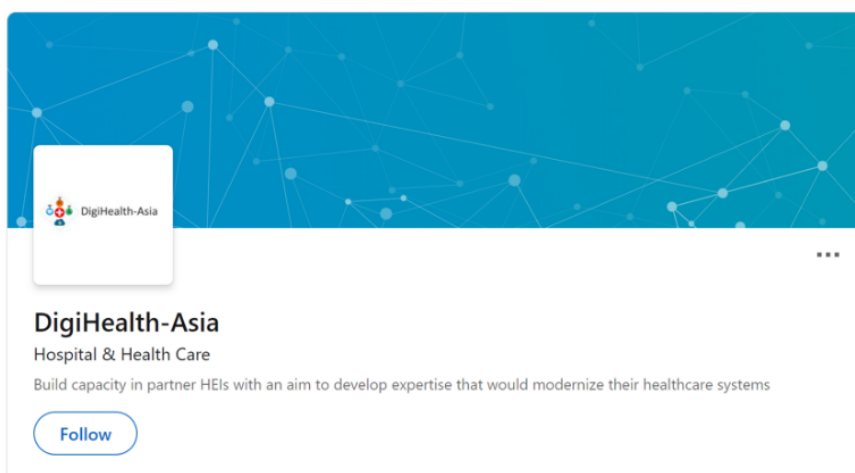 DigiHealth-Asia
DigiHealth-Asia
Hospital & Health Care
Build capacity in partner HEIs with an aim to develop expertise that would modernize their healthcare systems
Follow